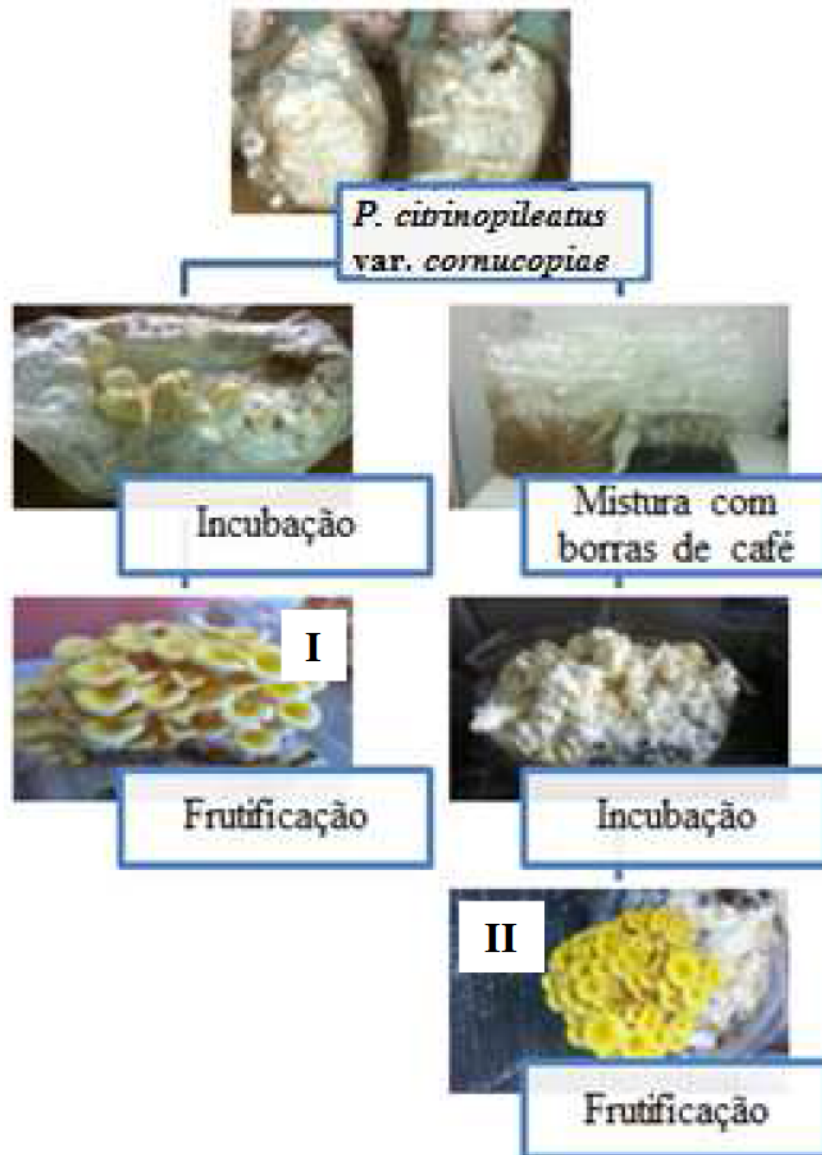 P. citrinopileatus
var. cornucopiae
Incubação
Mistura com
borras de café
I
Frutificação
Incubação
II
Frutificação